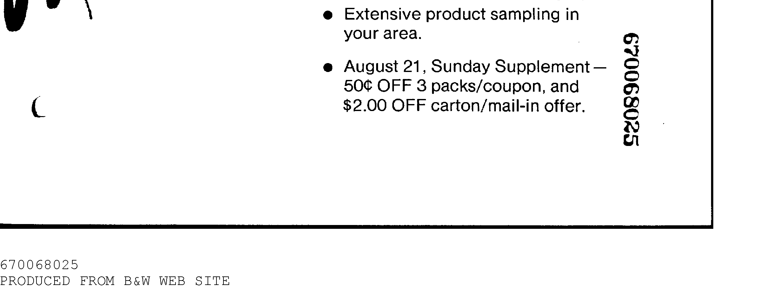 ● Extensive product sampling in
your area.
● August 21, Sunday Supplement—
50¢ OFF 3 packs/coupon, and
$2.00 OFF carton/mail-in offer.
670068025
670068025
PRODUCED FROM B&W WEB SITE